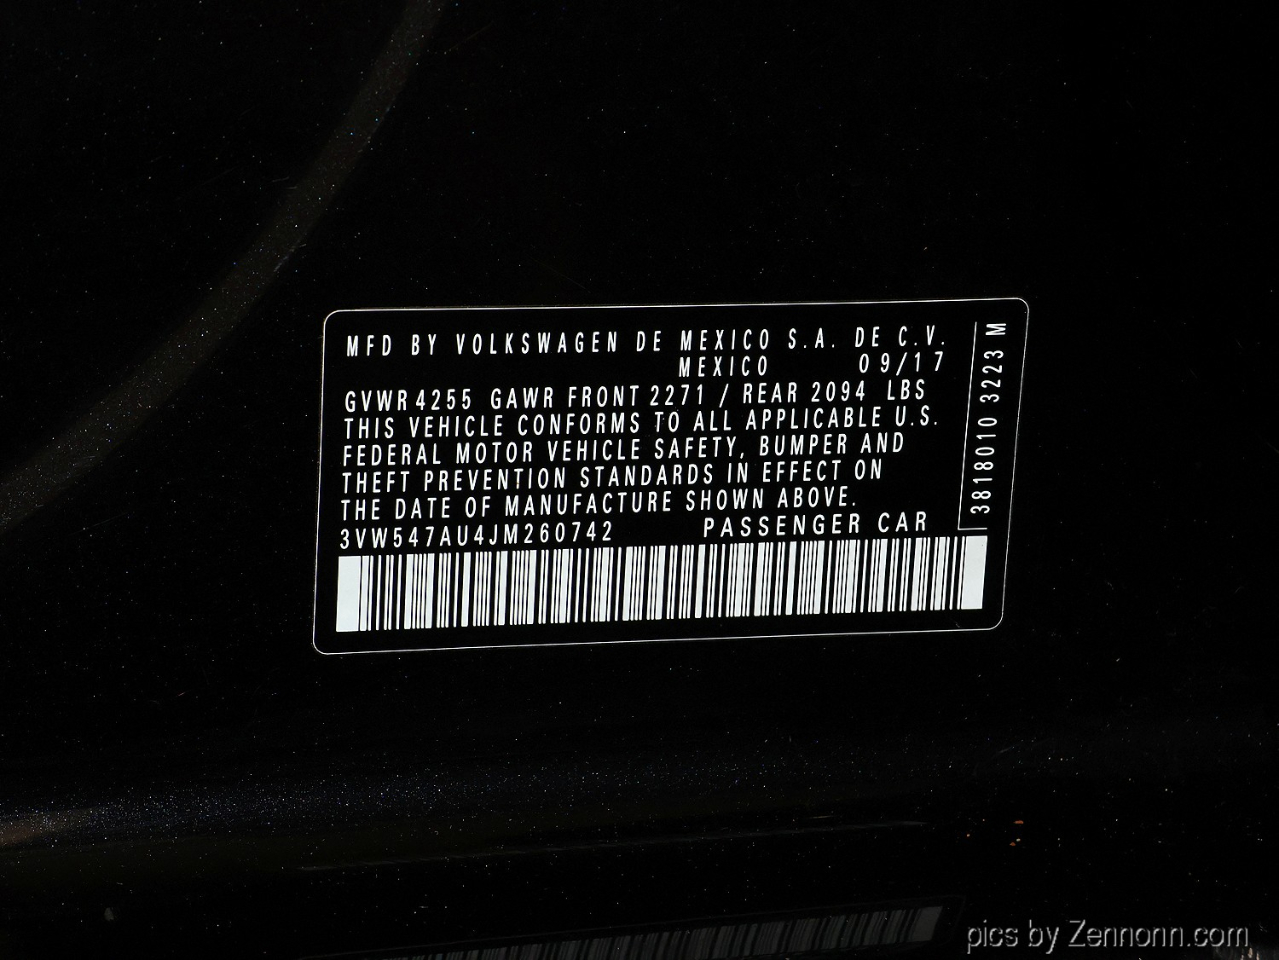 MFD BY VOLKSWAGEN DE MEXICO S.A. DE C.V.
MEXICO 09/17
GVWR 4255 GAWR FRONT 2271 / REAR 2094 LBS
THIS VEHICLE CONFORMS TO ALL APPLICABLE U.S.
FEDERAL MOTOR VEHICLE SAFETY, BUMPER AND
THEFT PREVENTION STANDARDS IN EFFECT ON
THE DATE OF MANUFACTURE SHOWN ABOVE.
3VW547AU4JM260742 PASSENGER CAR
3818010 3223 M
pics by Zennonn.com